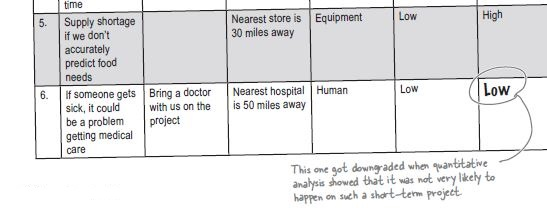 time
5. Supply shortage if we don't accurately predict food needs Nearest store is 30 miles away Equipment Low High
6. If someone gets sick, it could be a problem getting medical care Bring a doctor with us on the project Nearest hospital is 50 miles away Human Low Low
This one got downgraded when quantitative
analysis showed that it was not very likely to
happen on such a short-term project